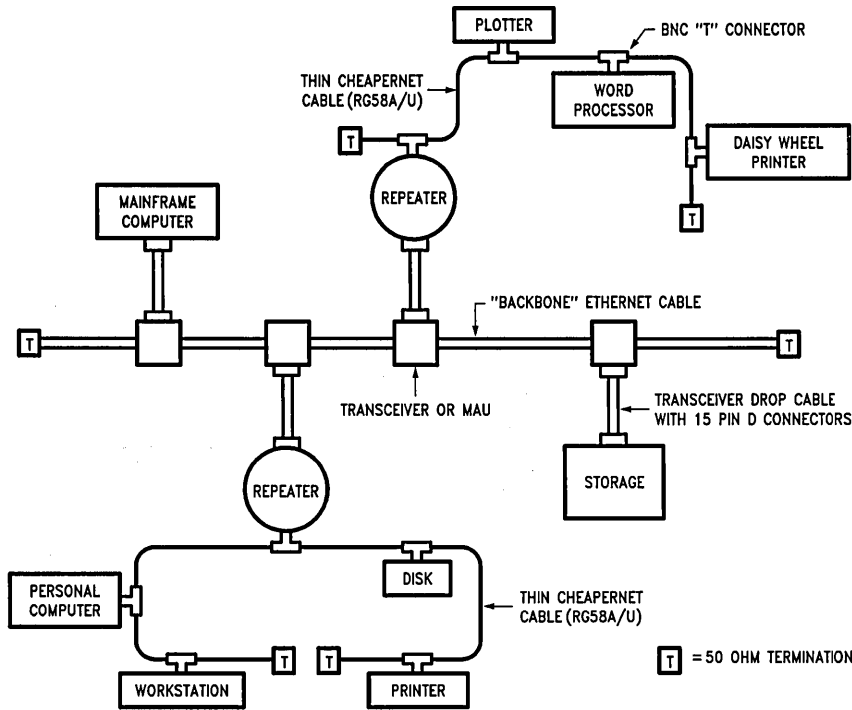 PLOTTER
BNC "T" CONNECTOR
THIN CHEAPERNET
CABLE (RG58A/U)
WORD
PROCESSOR
T
DAISY WHEEL
PRINTER
REPEATER
MAINFRAME
COMPUTER
T
"BACKBONE" ETHERNET CABLE
T
T
TRANSCEIVER OR MAU
TRANSCEIVER DROP CABLE
WITH 15 PIN D CONNECTORS
STORAGE
REPEATER
DISK
PERSONAL
COMPUTER
THIN CHEAPERNET
CABLE (RG58A/U)
T
T
T
= 50 OHM TERMINATION
WORKSTATION
PRINTER